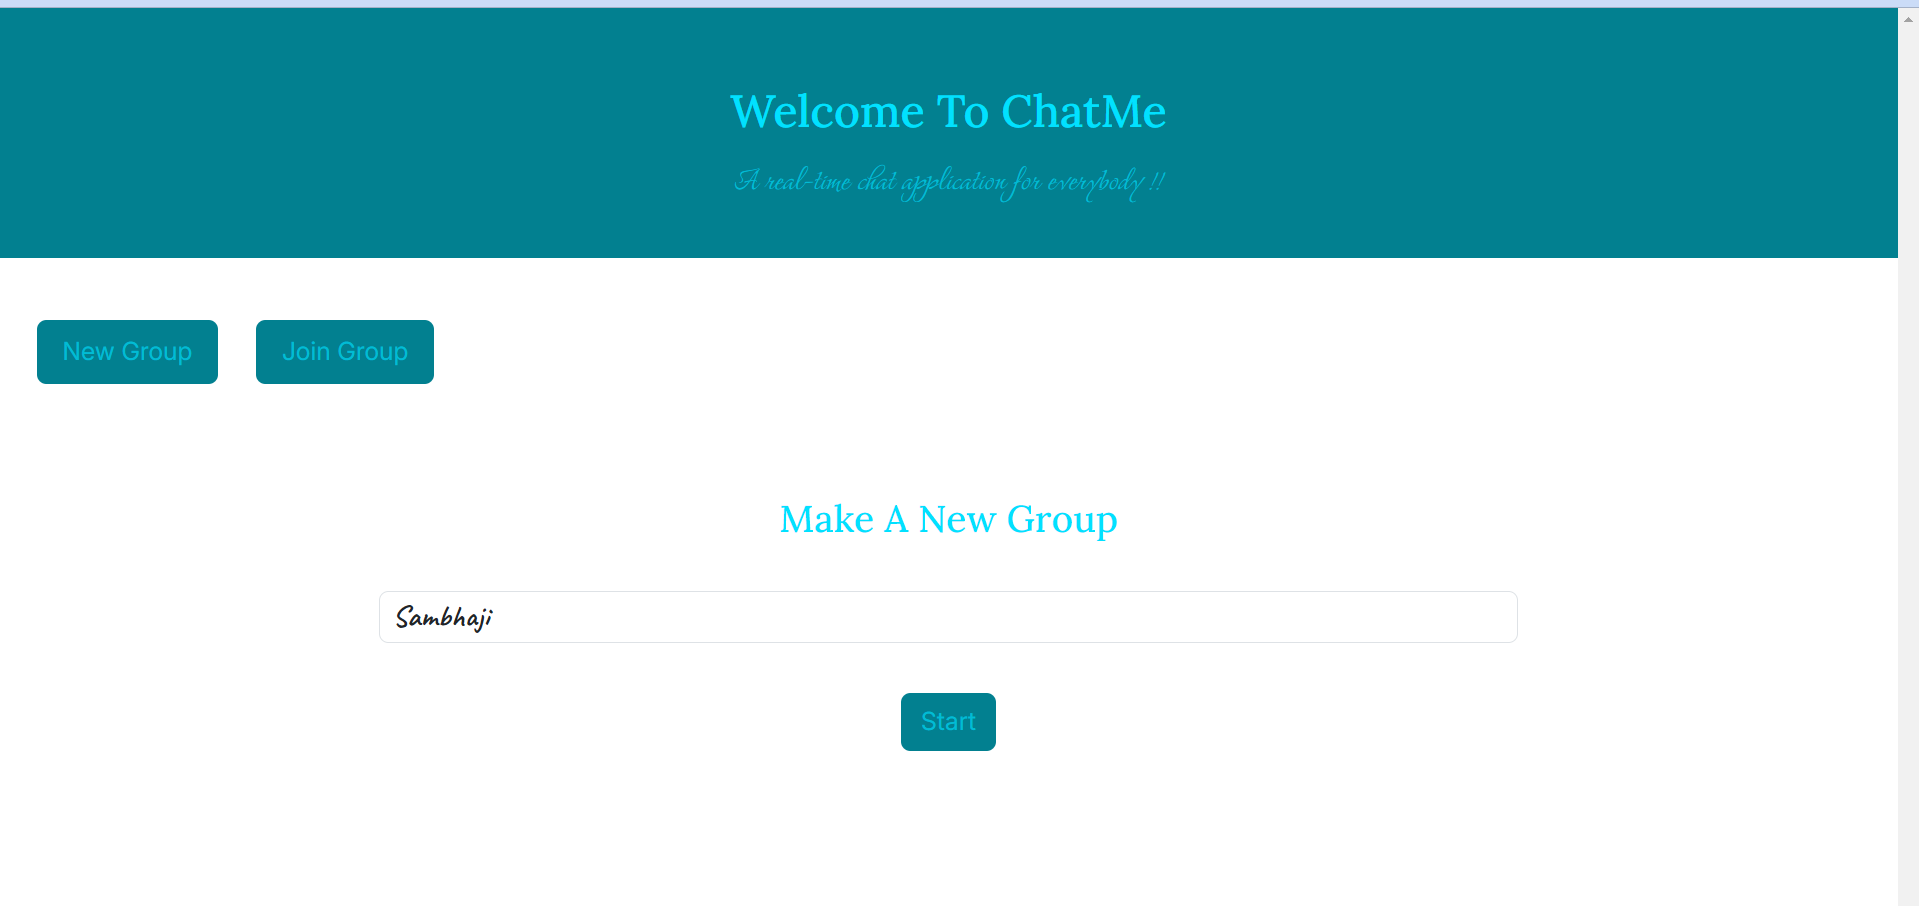 Welcome To ChatMe
A real-time chat application for everybody !!
New Group
Join Group
Make A New Group
Sambhaji
Start